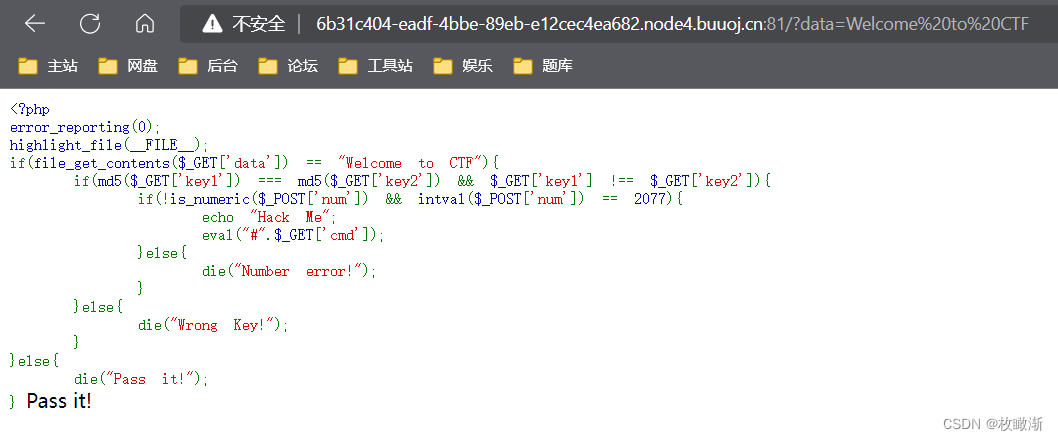 不安全 6b31c404-eadf-4bbe-89eb-e12cec4ea682.node4.buuoj.cn:81/?data=Welcome%20to%20CTF
主站 网盘 后台 论坛 工具站 娱乐 题库
<?php
error_reporting(0);
highlight_file(__FILE__);
if(file_get_contents($_GET['data']) == "Welcome to CTF"){
if(md5($_GET['key1']) === md5($_GET['key2']) && $_GET['key1'] !== $_GET['key2']){
if(!is_numeric($_POST['num']) && intval($_POST['num']) == 2077){
echo "Hack Me";
eval("#".$_GET['cmd']);
}else{
die("Number error!");
}
}else{
die("Wrong Key!");
}
}else{
die("Pass it!");
} Pass it!
CSDN @枚瞰渐